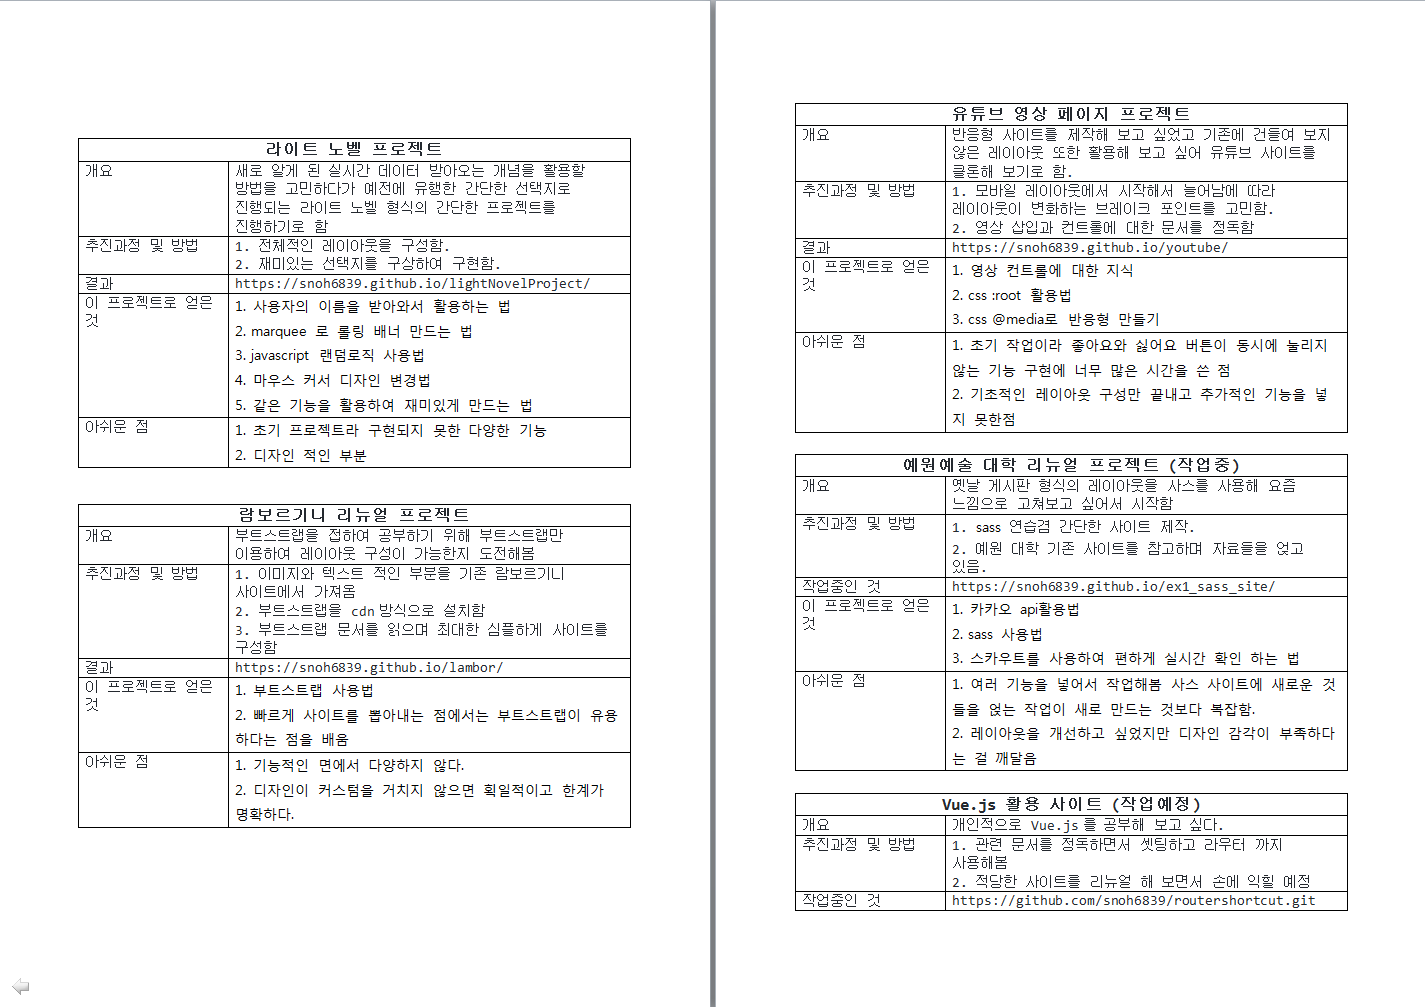 라이트 노벨 프로젝트
개요
새로 알게 된 실시간 데이터 받아오는 개념을 활용할
방법을 고민하다가 예전에 유행한 간단한 선택지로
진행되는 라이트 노벨 형식의 간단한 프로젝트를
진행하기로 함
추진과정 및 방법
1. 전체적인 레이아웃을 구성함.
2. 재미있는 선택지를 구상하여 구현함.
결과
https://snoh6839.github.io/lightNovelProject/
이 프로젝트로 얻은
것
1. 사용자의 이름을 받아와서 활용하는 법
2. marquee 로 롤링 배너 만드는 법
3. javascript 랜덤로직 사용법
4. 마우스 커서 디자인 변경법
5. 같은 기능을 활용하여 재미있게 만드는 법
아쉬운 점
1. 초기 프로젝트라 구현되지 못한 다양한 기능
2. 디자인 적인 부분
람보르기니 리뉴얼 프로젝트
개요
부트스트랩을 접하여 공부하기 위해 부트스트랩만
이용하여 레이아웃 구성이 가능한지 도전해봄
추진과정 및 방법
1. 이미지와 텍스트 적인 부분을 기존 람보르기니
사이트에서 가져옴
2. 부트스트랩을 cdn 방식으로 설치함
3. 부트스트랩 문서를 읽으며 최대한 심플하게 사이트를
구성함
결과
https://snoh6839.github.io/lambor/
이 프로젝트로 얻은
것
1. 부트스트랩 사용법
2. 빠르게 사이트를 뽑아내는 점에서는 부트스트랩이 유용
하다는 점을 배움
아쉬운 점
1. 기능적인 면에서 다양하지 않다.
2. 디자인이 커스텀을 거치지 않으면 획일적이고 한계가
명확하다.
유튜브 영상 페이지 프로젝트
개요
반응형 사이트를 제작해 보고 싶었고 기존에 건들여 보지
않은 레이아웃 또한 활용해 보고 싶어 유튜브 사이트를
클론해 보기로 함.
추진과정 및 방법
1. 모바일 레이아웃에서 시작해서 늘어남에 따라
레이아웃이 변화하는 브레이크 포인트를 고민함.
2. 영상 삽입과 컨트롤에 대한 문서를 정독함
결과
https://snoh6839.github.io/youtube/
이 프로젝트로 얻은
것
1. 영상 컨트롤에 대한 지식
2. css :root 활용법
3. css @media로 반응형 만들기
아쉬운 점
1. 초기 작업이라 좋아요와 싫어요 버튼이 동시에 눌리지
않는 기능 구현에 너무 많은 시간을 쓴 점
2. 기초적인 레이아웃 구성만 끝내고 추가적인 기능을 넣
지 못한점
예원예술 대학 리뉴얼 프로젝트 (작업중)
개요
옛날 게시판 형식의 레이아웃을 사스를 사용해 요즘
느낌으로 고쳐보고 싶어서 시작함
추진과정 및 방법
1. sass 연습겸 간단한 사이트 제작.
2. 예원 대학 기존 사이트를 참고하며 자료들을 얹고
있음.
작업중인 것
https://snoh6839.github.io/ex1_sass_site/
이 프로젝트로 얻은
것
1. 카카오 api활용법
2. sass 사용법
3. 스카우트를 사용하여 편하게 실시간 확인 하는 법
아쉬운 점
1. 여러 기능을 넣어서 작업해봄 사스 사이트에 새로운 것
들을 얹는 작업이 새로 만드는 것보다 복잡함.
2. 레이아웃을 개선하고 싶었지만 디자인 감각이 부족하다
는 걸 깨달음
Vue.js 활용 사이트 (작업예정)
개요
개인적으로 Vue.js 를 공부해 보고 싶다.
추진과정 및 방법
1. 관련 문서를 정독하면서 셋팅하고 라우터 까지
사용해봄
2. 적당한 사이트를 리뉴얼 해 보면서 손에 익힐 예정
작업중인 것
https://github.com/snoh6839/routershortcut.git